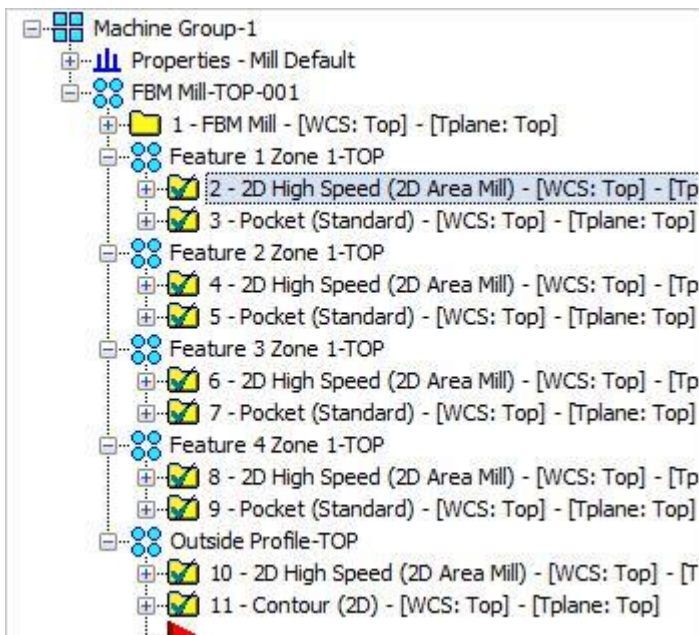 Machine Group-1
Properties - Mill Default
FBM Mill-TOP-001
1 - FBM Mill - [WCS: Top] - [Tplane: Top]
Feature 1 Zone 1-TOP
2 - 2D High Speed (2D Area Mill) - [WCS: Top] - [Tp
3 - Pocket (Standard) - [WCS: Top] - [Tplane: Top]
Feature 2 Zone 1-TOP
4 - 2D High Speed (2D Area Mill) - [WCS: Top] - [Tp
5 - Pocket (Standard) - [WCS: Top] - [Tplane: Top]
Feature 3 Zone 1-TOP
6 - 2D High Speed (2D Area Mill) - [WCS: Top] - [Tp
7 - Pocket (Standard) - [WCS: Top] - [Tplane: Top]
Feature 4 Zone 1-TOP
8 - 2D High Speed (2D Area Mill) - [WCS: Top] - [Tp
9 - Pocket (Standard) - [WCS: Top] - [Tplane: Top]
Outside Profile-TOP
10 - 2D High Speed (2D Area Mill) - [WCS: Top] - [T
11 - Contour (2D) - [WCS: Top] - [Tplane: Top]